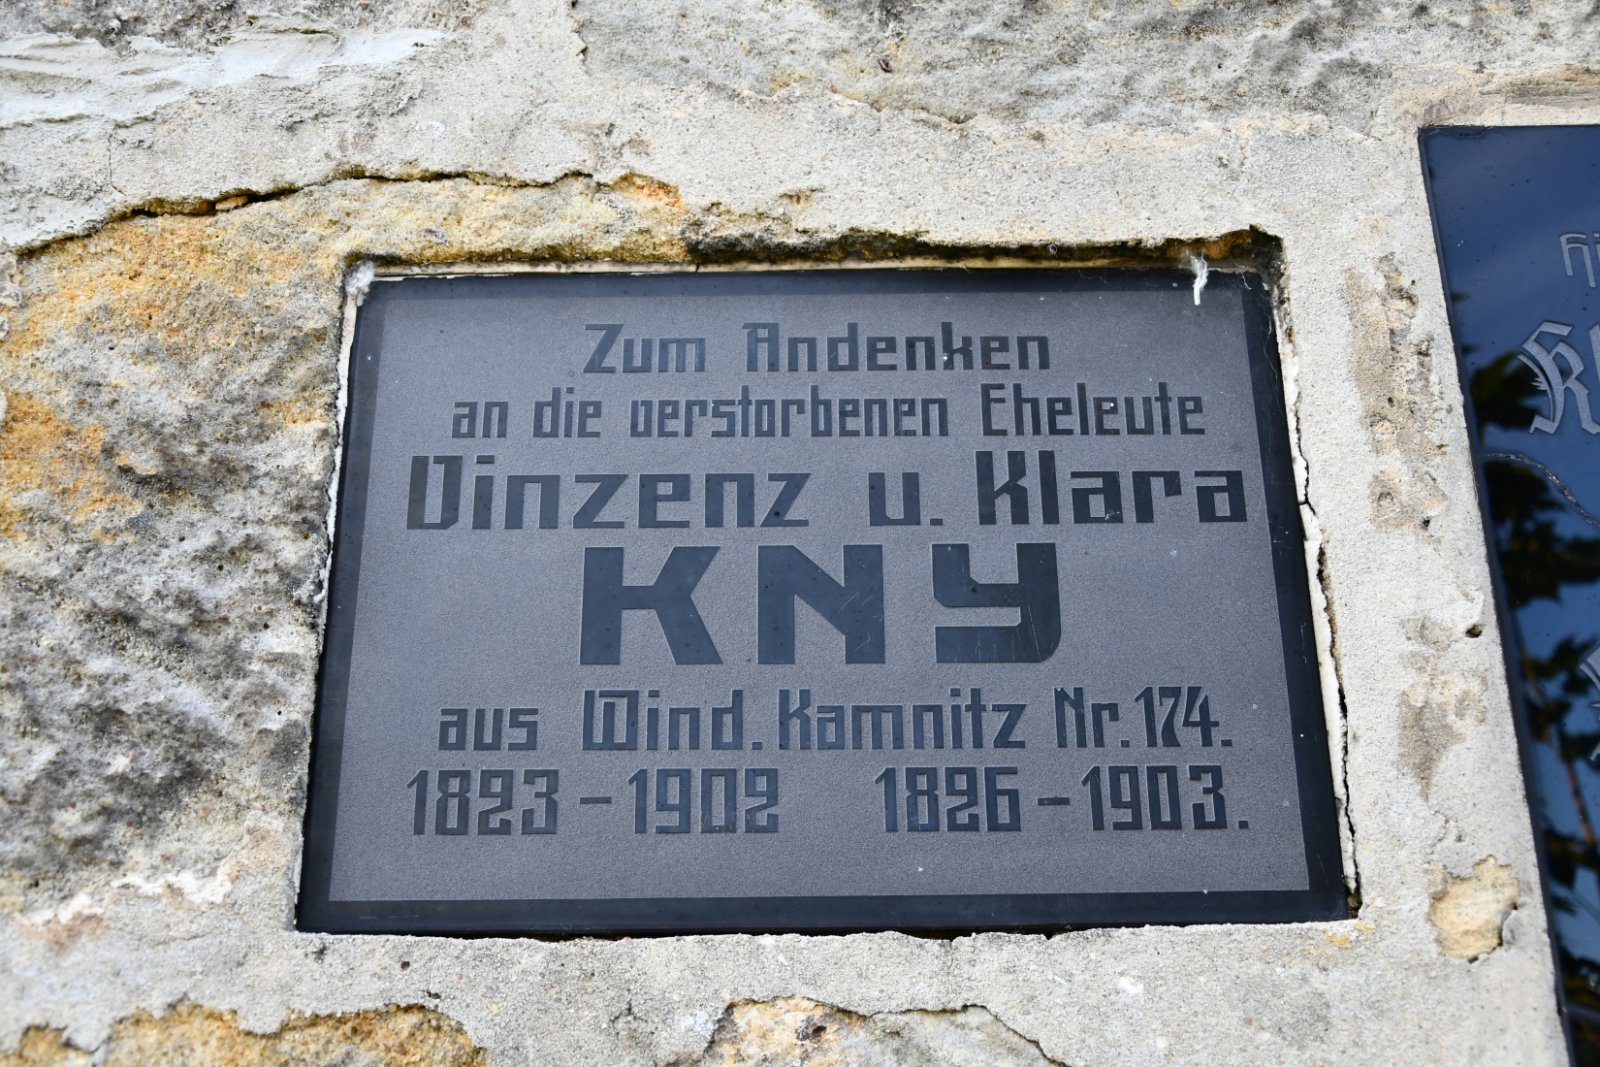 Zum Andenken
an die verstorbenen Eheleute
Vinzenz u. Klara
KNY
aus Wind. Kamnitz Nr. 174.
1823 – 1902 1826 – 1903.